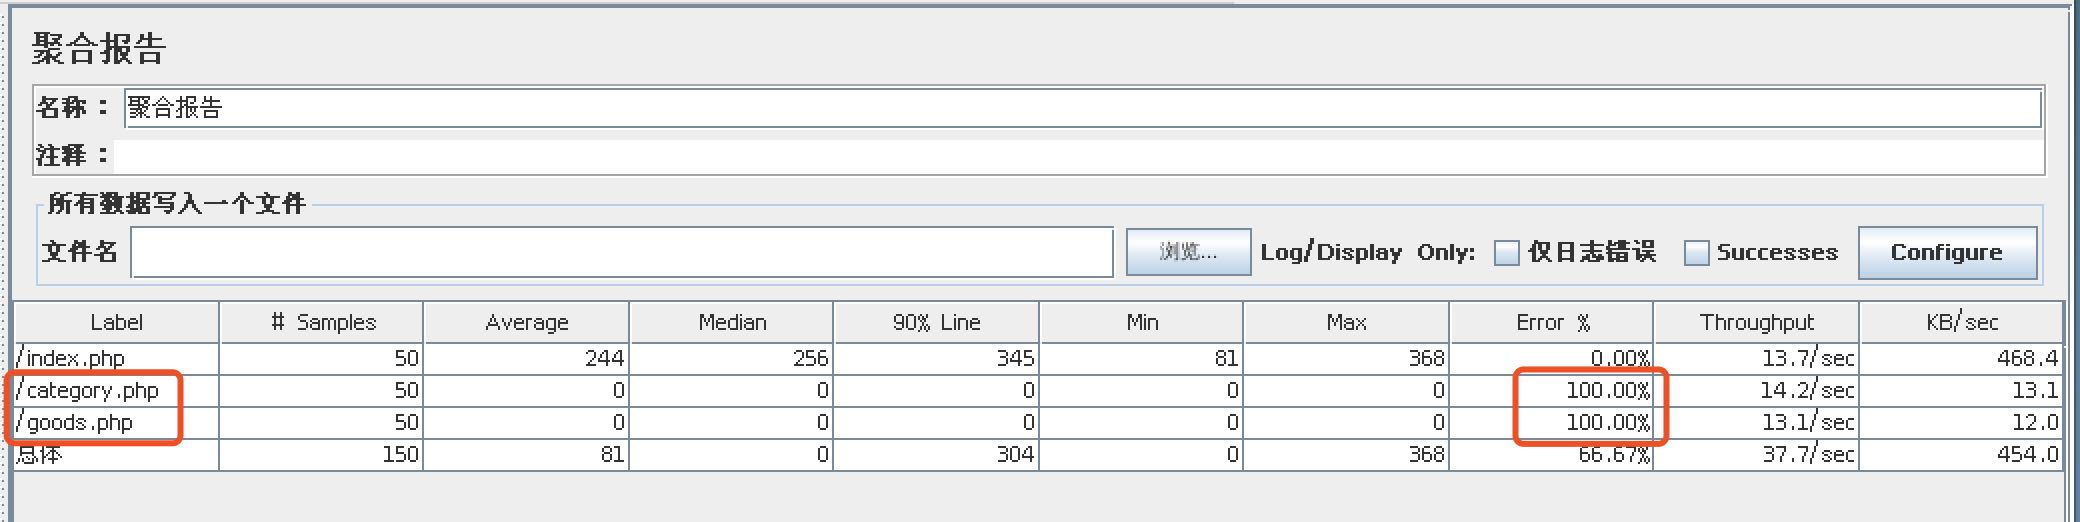 聚合报告
名称： 聚合报告
注释：
所有数据写入一个文件
文件名 浏览... Log/Display Only: 仅日志错误 Successes Configure
Label # Samples Average Median 90% Line Min Max Error % Throughput KB/sec
/index.php 50 244 256 345 81 368 0.00% 13.7/sec 468.4
/category.php 50 0 0 0 0 0 100.00% 14.2/sec 13.1
/goods.php 50 0 0 0 0 0 100.00% 13.1/sec 12.0
总体 150 81 0 304 0 368 66.67% 37.7/sec 454.0